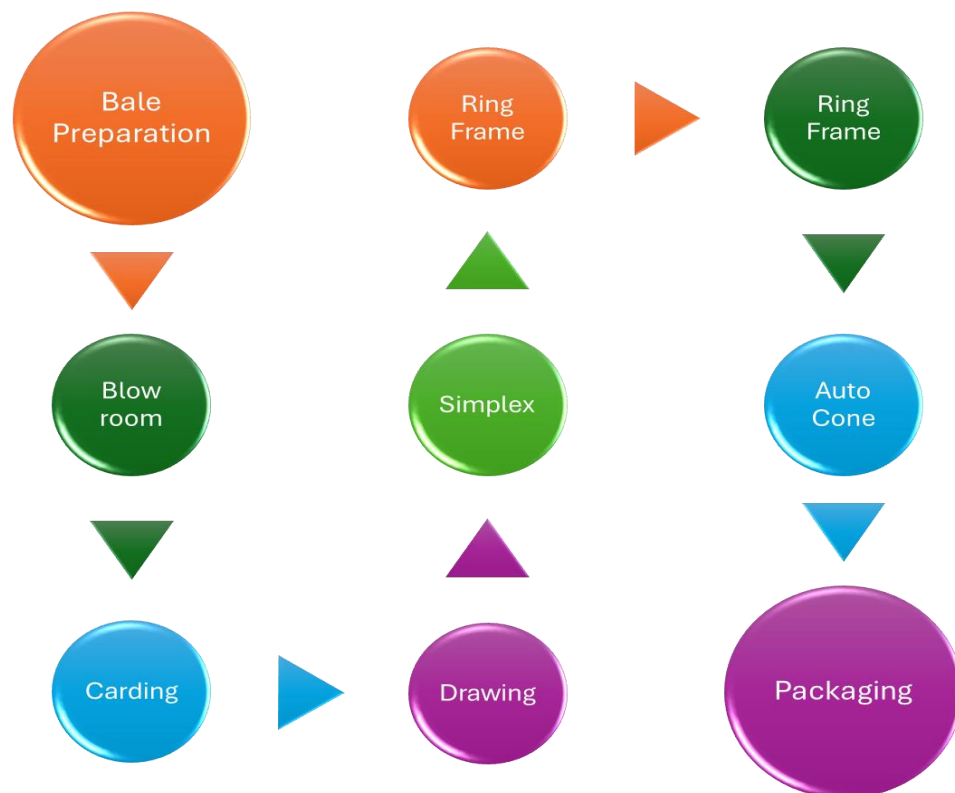 Bale
Preparation
Blow
room
Carding
Drawing
Simplex
Ring
Frame
Ring
Frame
Auto
Cone
Packaging